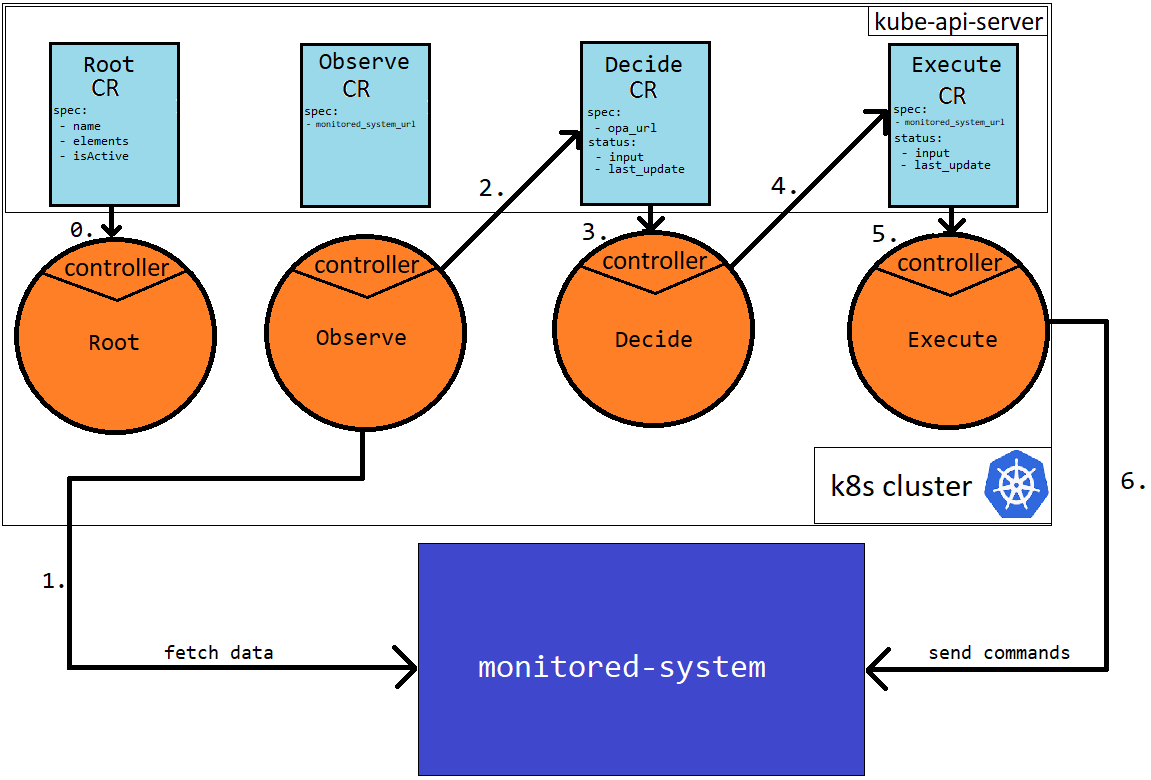 kube-api-server
Root
CR
spec:
- name
- elements
- isActive
Observe
CR
spec:
- monitored_system_url
Decide
CR
spec:
- opa_url
status:
- input
- last_update
Execute
CR
spec:
- monitored_system_url
status:
- input
- last_update
0.
2.
3.
4.
5.
controller
Root
controller
Observe
controller
Decide
controller
Execute
k8s cluster
6.
1.
fetch data
monitored-system
send commands